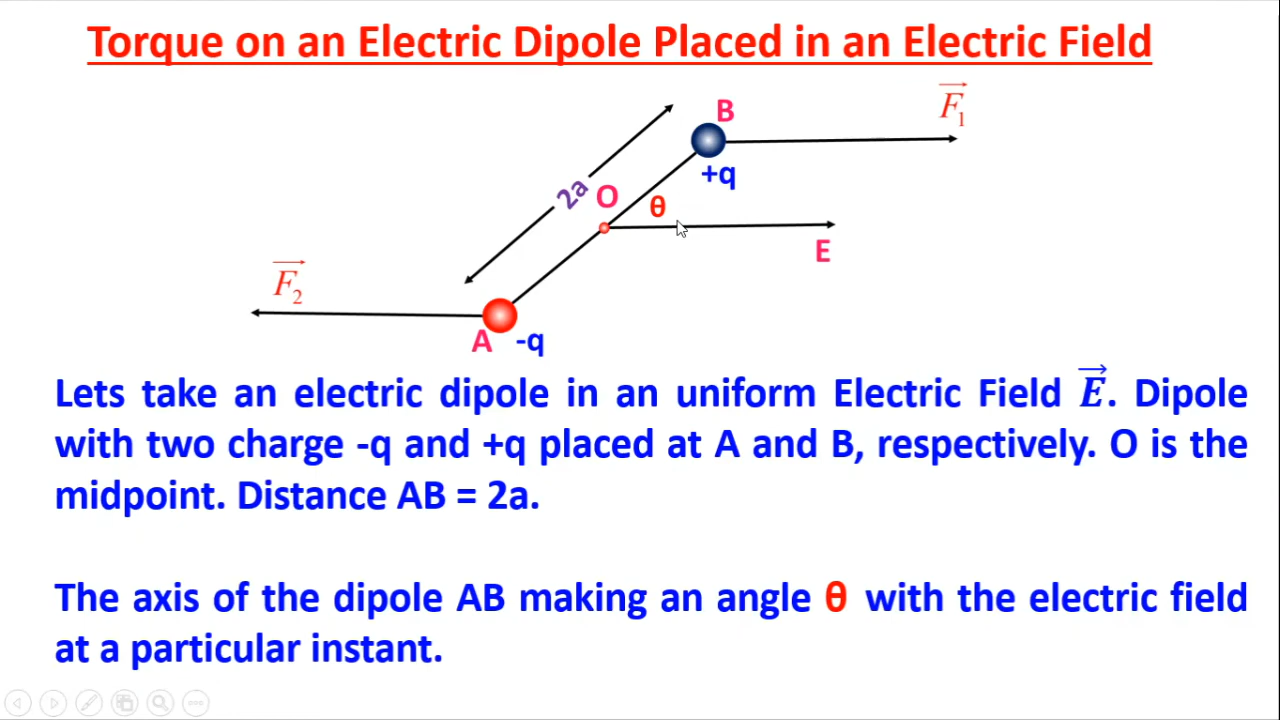 Torque on an Electric Dipole Placed in an Electric Field
B
F₁
+q
2a
O
θ
E
F₂
A
-q
Lets take an electric dipole in an uniform Electric Field E. Dipole
with two charge -q and +q placed at A and B, respectively. O is the
midpoint. Distance AB = 2a.
The axis of the dipole AB making an angle θ with the electric field
at a particular instant.